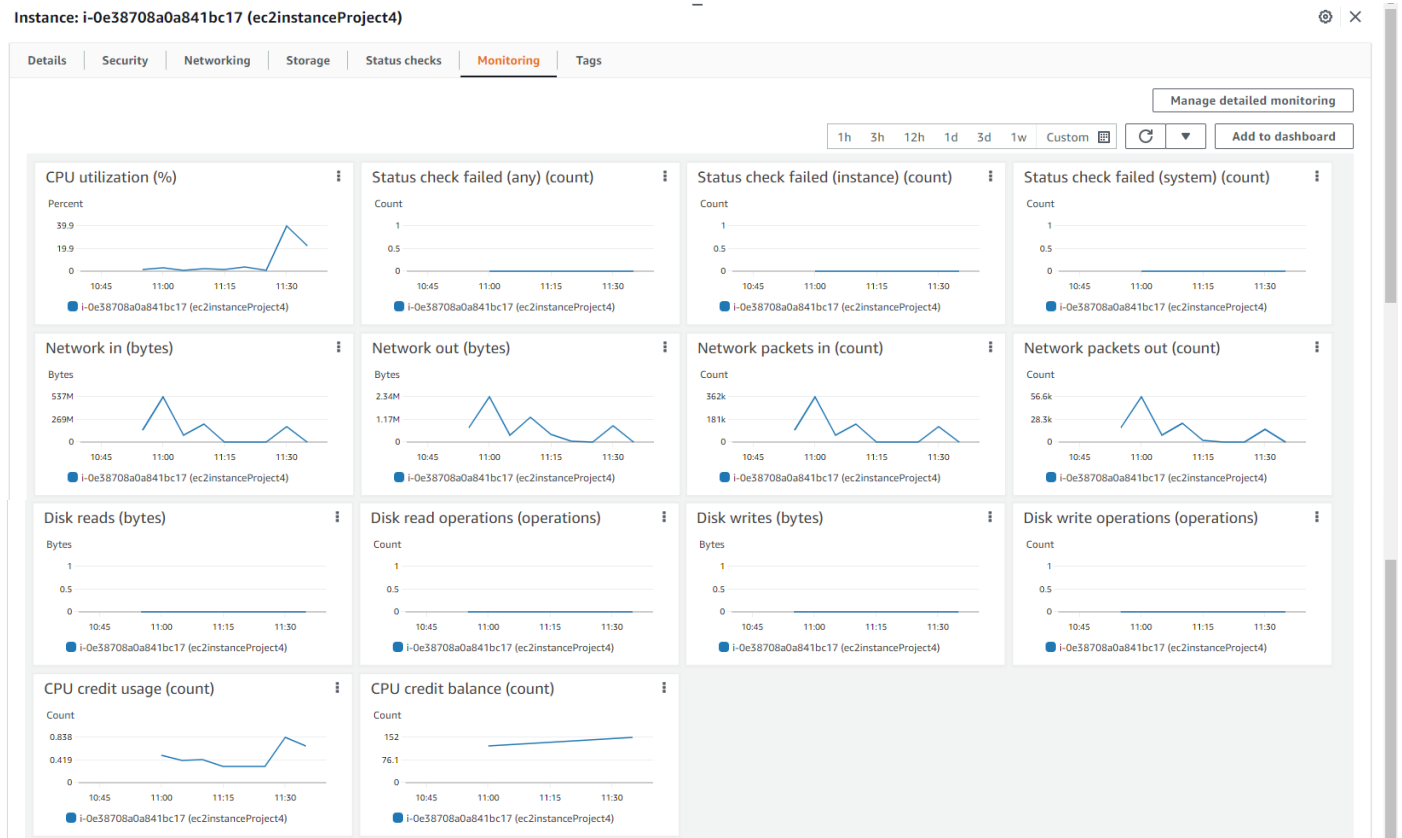 Instance: i-0e38708a0a841bc17 (ec2instanceProject4)
Details Security Networking Storage Status checks Monitoring Tags
Manage detailed monitoring
1h 3h 12h 1d 3d 1w Custom Add to dashboard
CPU utilization (%)
Percent
39.9
19.9
0
10:45 11:00 11:15 11:30
i-0e38708a0a841bc17 (ec2instanceProject4)
Status check failed (any) (count)
Count
1
0.5
0
10:45 11:00 11:15 11:30
i-0e38708a0a841bc17 (ec2instanceProject4)
Status check failed (instance) (count)
Count
1
0.5
0
10:45 11:00 11:15 11:30
i-0e38708a0a841bc17 (ec2instanceProject4)
Status check failed (system) (count)
Count
1
0.5
0
10:45 11:00 11:15 11:30
i-0e38708a0a841bc17 (ec2instanceProject4)
Network in (bytes)
Bytes
537M
269M
0
10:45 11:00 11:15 11:30
i-0e38708a0a841bc17 (ec2instanceProject4)
Network out (bytes)
Bytes
2.34M
1.17M
0
10:45 11:00 11:15 11:30
i-0e38708a0a841bc17 (ec2instanceProject4)
Network packets in (count)
Count
362k
181k
0
10:45 11:00 11:15 11:30
i-0e38708a0a841bc17 (ec2instanceProject4)
Network packets out (count)
Count
56.6k
28.3k
0
10:45 11:00 11:15 11:30
i-0e38708a0a841bc17 (ec2instanceProject4)
Disk reads (bytes)
Bytes
1
0.5
0
10:45 11:00 11:15 11:30
i-0e38708a0a841bc17 (ec2instanceProject4)
Disk read operations (operations)
Count
1
0.5
0
10:45 11:00 11:15 11:30
i-0e38708a0a841bc17 (ec2instanceProject4)
Disk writes (bytes)
Bytes
1
0.5
0
10:45 11:00 11:15 11:30
i-0e38708a0a841bc17 (ec2instanceProject4)
Disk write operations (operations)
Count
1
0.5
0
10:45 11:00 11:15 11:30
i-0e38708a0a841bc17 (ec2instanceProject4)
CPU credit usage (count)
Count
0.838
0.419
0
10:45 11:00 11:15 11:30
i-0e38708a0a841bc17 (ec2instanceProject4)
CPU credit balance (count)
Count
152
76.1
0
10:45 11:00 11:15 11:30
i-0e38708a0a841bc17 (ec2instanceProject4)